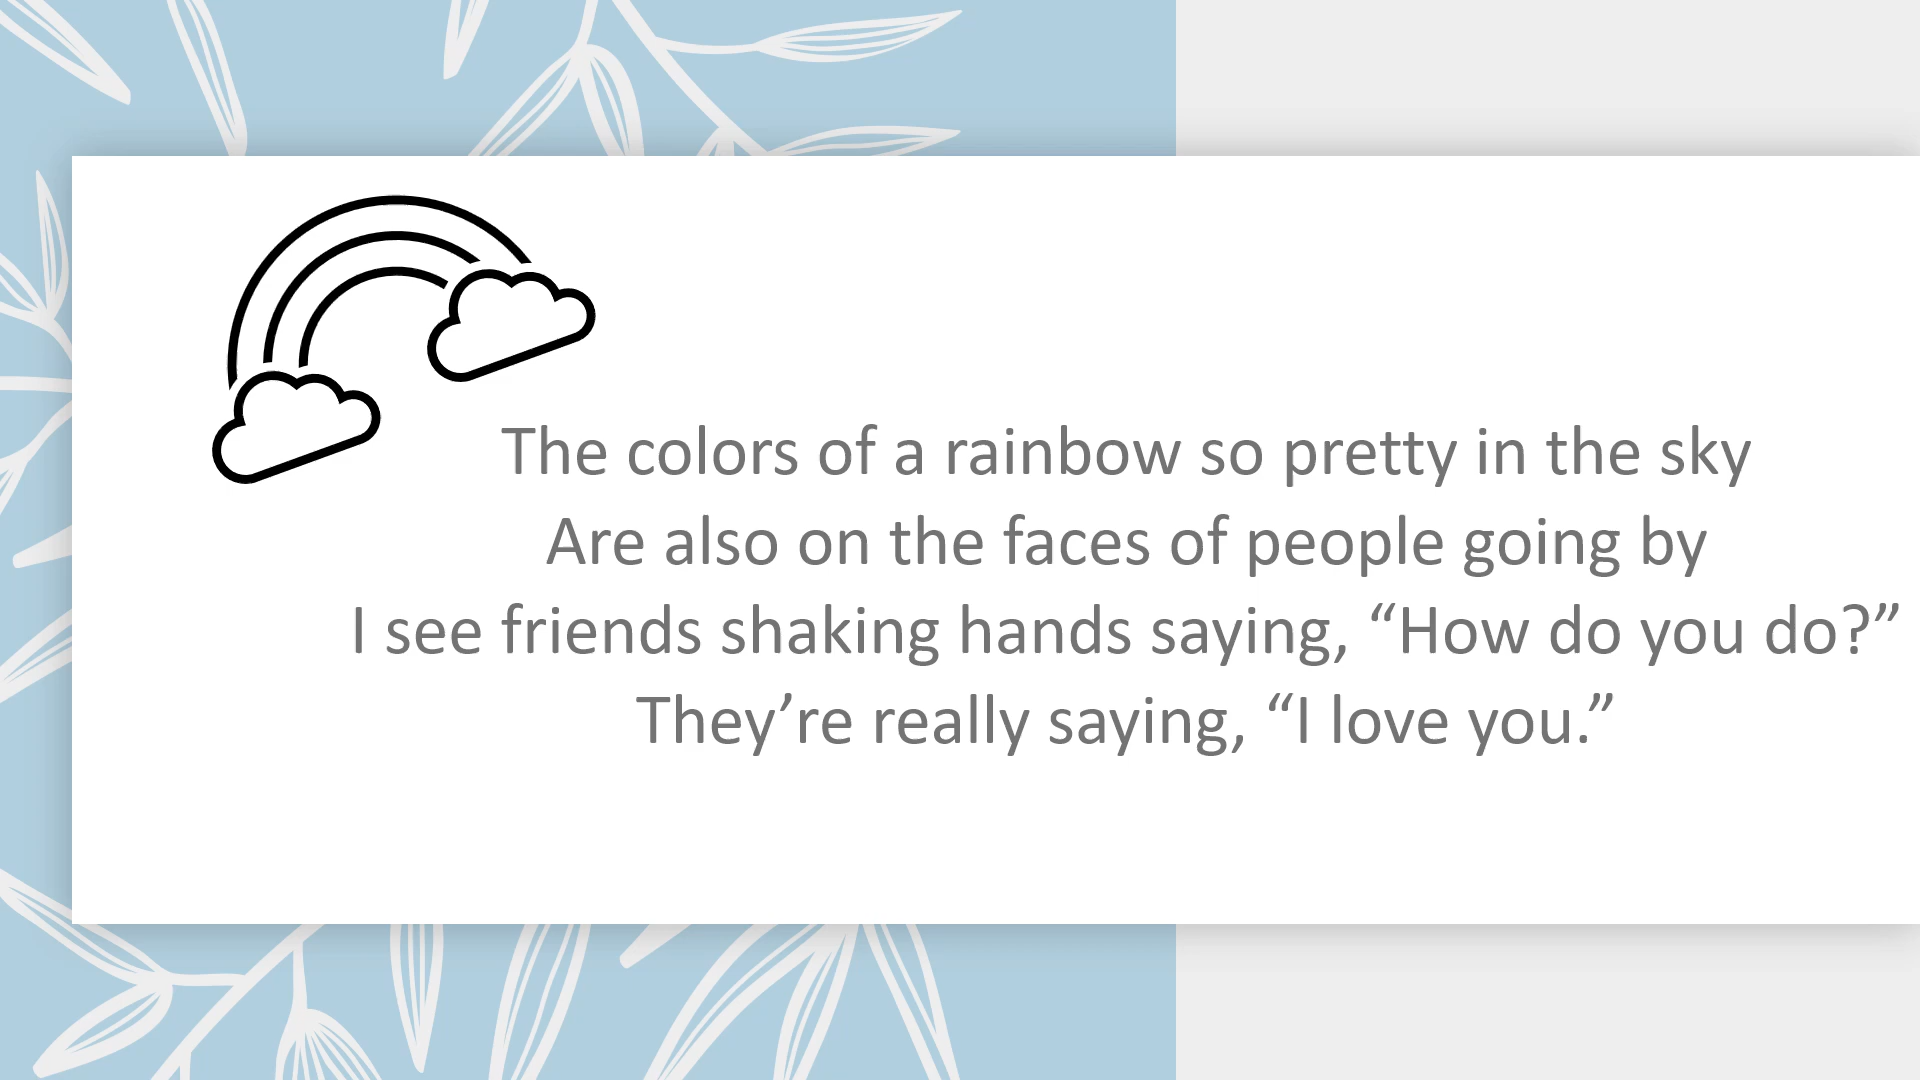 The colors of a rainbow so pretty in the sky
Are also on the faces of people going by
I see friends shaking hands saying, “How do you do?”
They’re really saying, “I love you.”